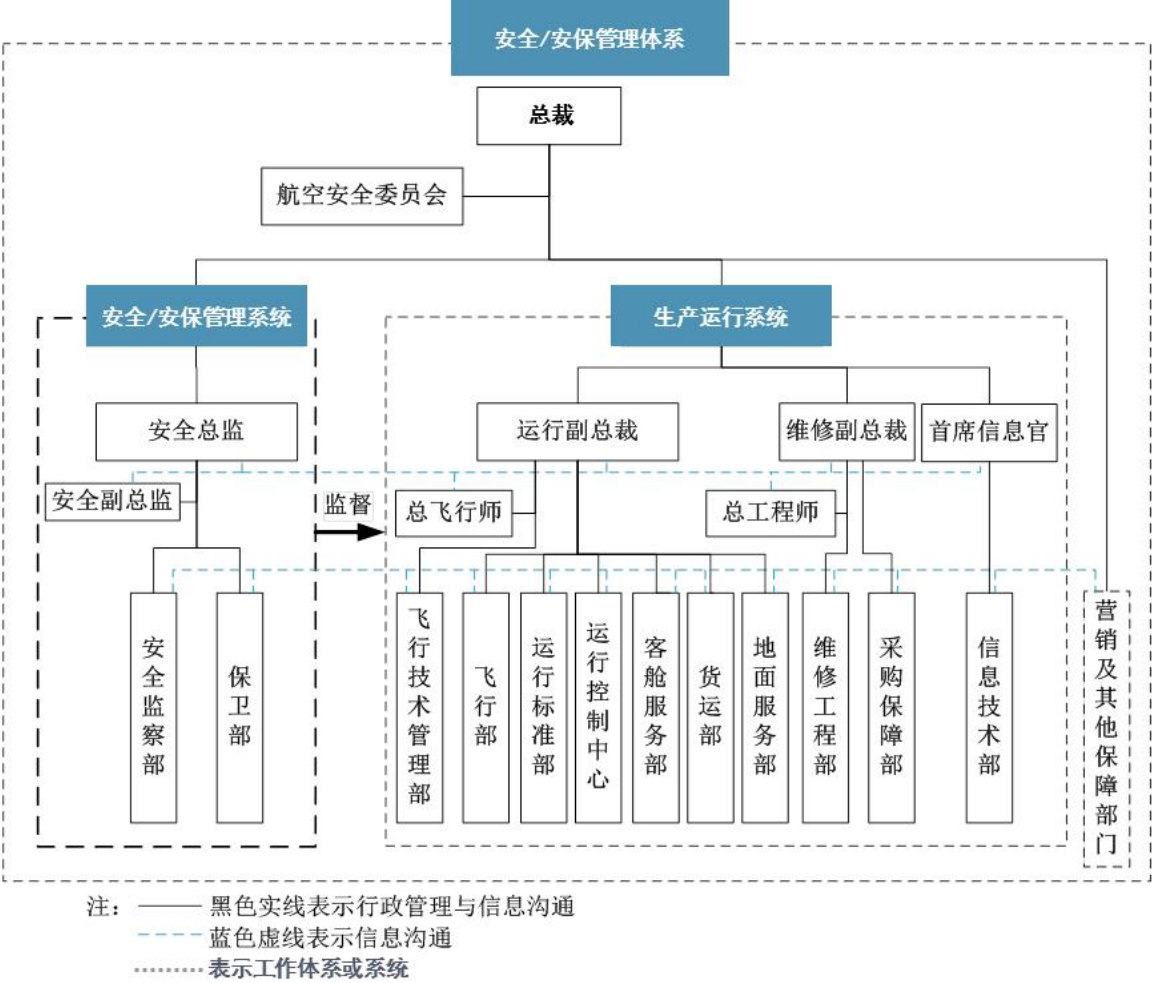 安全/安保管理体系
总裁
航空安全委员会
安全/安保管理系统
生产运行系统
安全总监
运行副总裁
维修副总裁
首席信息官
安全副总监
监督
总飞行师
总工程师
安全监察部
保卫部
飞行技术管理部
飞行部
运行标准部
运行控制中心
客舱服务部
货运部
地面服务部
维修工程部
采购保障部
信息技术部
营销及其他保障部门
注： 黑色实线表示行政管理与信息沟通
蓝色虚线表示信息沟通
表示工作体系或系统